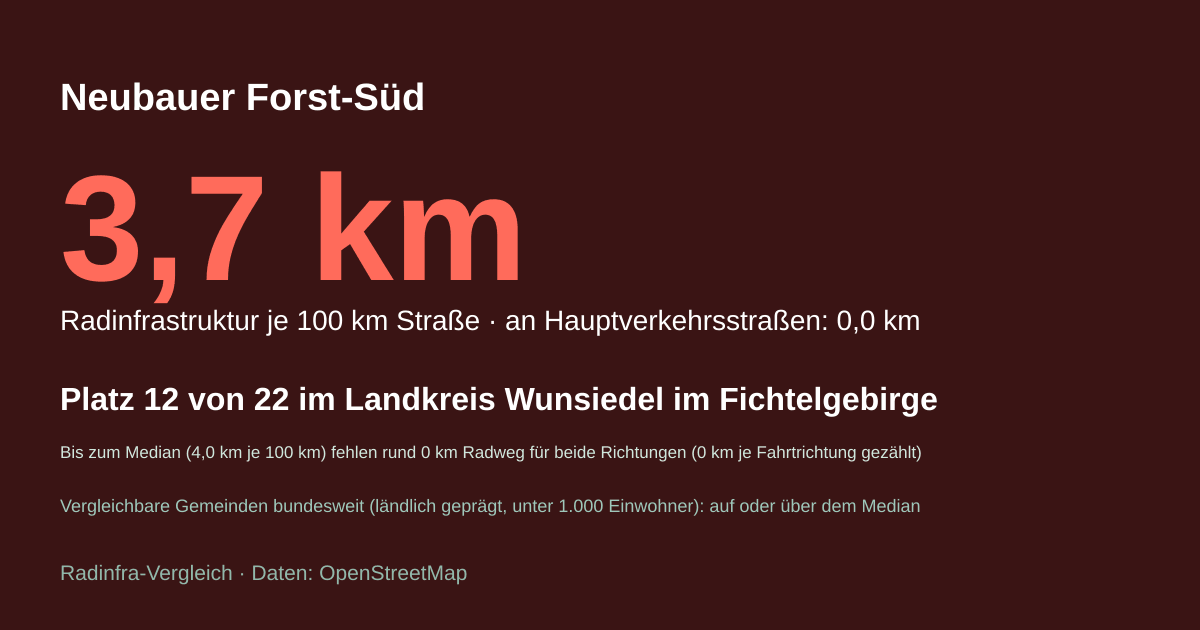 Neubauer Forst-Süd
3,7 km
Radinfrastruktur je 100 km Straße · an Hauptverkehrsstraßen: 0,0 km
Platz 12 von 22 im Landkreis Wunsiedel im Fichtelgebirge
Bis zum Median (4,0 km je 100 km) fehlen rund 0 km Radweg für beide Richtungen (0 km je Fahrtrichtung gezählt)
Vergleichbare Gemeinden bundesweit (ländlich geprägt, unter 1.000 Einwohner): auf oder über dem Median
Radinfra-Vergleich · Daten: OpenStreetMap